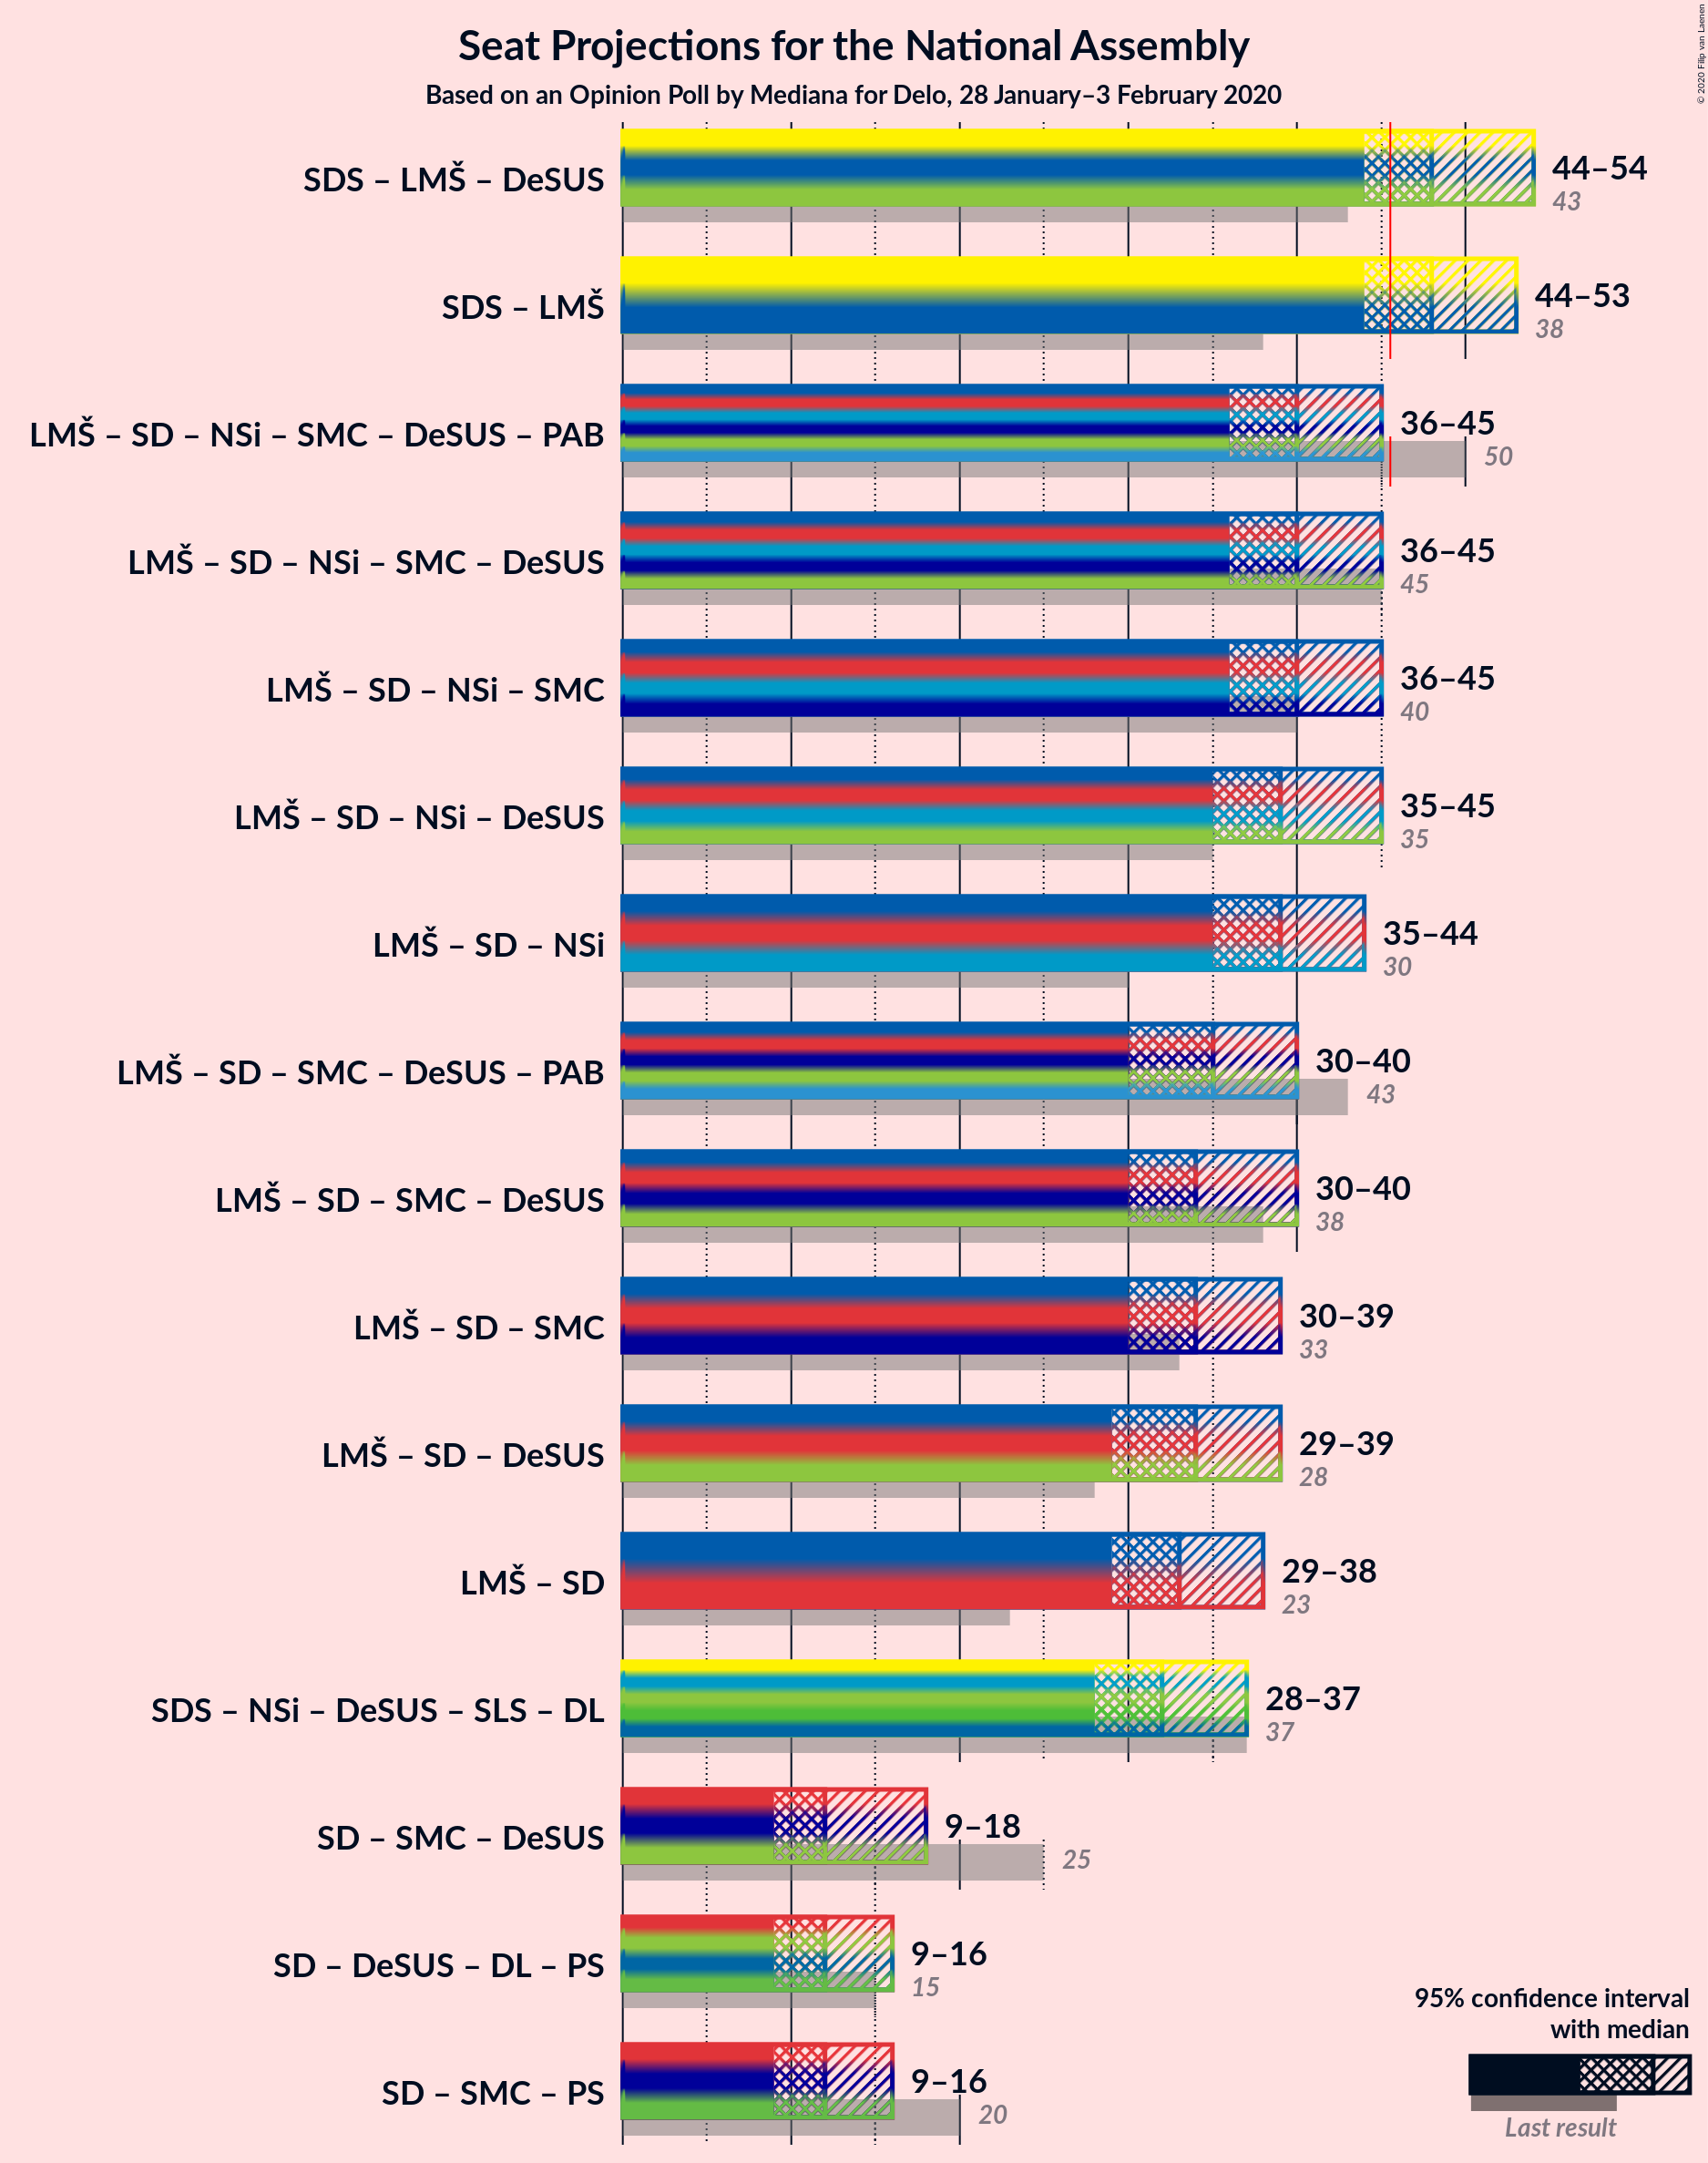 Seat Projections for the National Assembly
Based on an Opinion Poll by Mediana for Delo, 28 January–3 February 2020
© 2020 Filip van Laenen
SDS – LMŠ – DeSUS
44–54
43
SDS – LMŠ
44–53
38
LMŠ – SD – NSi – SMC – DeSUS – PAB
36–45
50
LMŠ – SD – NSi – SMC – DeSUS
36–45
45
LMŠ – SD – NSi – SMC
36–45
40
LMŠ – SD – NSi – DeSUS
35–45
35
LMŠ – SD – NSi
35–44
30
LMŠ – SD – SMC – DeSUS – PAB
30–40
43
LMŠ – SD – SMC – DeSUS
30–40
38
LMŠ – SD – SMC
30–39
33
LMŠ – SD – DeSUS
29–39
28
LMŠ – SD
29–38
23
SDS – NSi – DeSUS – SLS – DL
28–37
37
SD – SMC – DeSUS
9–18
25
SD – DeSUS – DL – PS
9–16
15
SD – SMC – PS
9–16
20
95% confidence interval
with median
Last result